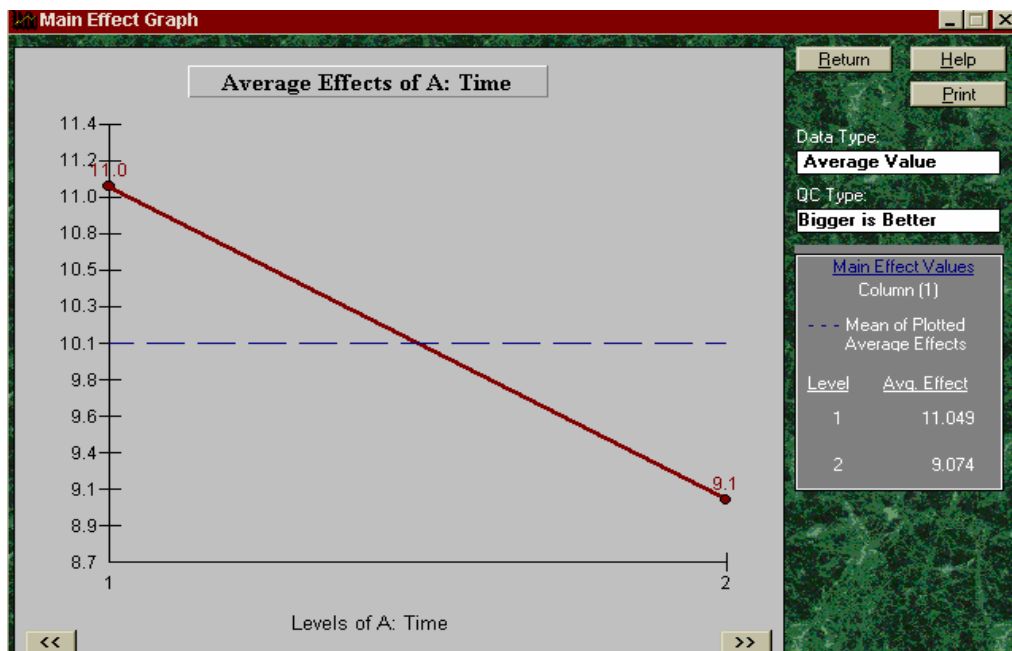 Main Effect Graph
Average Effects of A: Time
11.4
11.2
11.0
11.0
10.8
10.5
10.3
10.1
9.8
9.6
9.4
9.1
9.1
8.9
8.7
1
2
Levels of A: Time
<<
>>
Return
Help
Print
Data Type:
Average Value
QC Type:
Bigger is Better
Main Effect Values
Column (1)
- - - Mean of Plotted
Average Effects
Level Avg. Effect
1 11.049
2 9.074